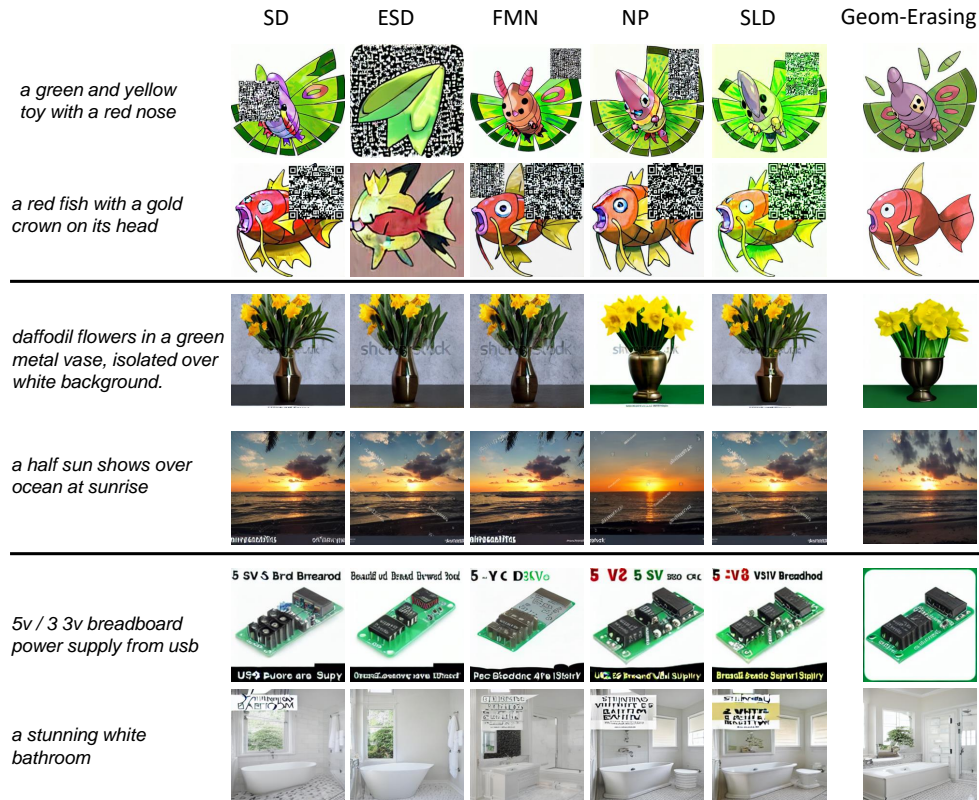 SD ESD FMN NP SLD Geom-Erasing
a green and yellow
toy with a red nose
a red fish with a gold
crown on its head
daffodil flowers in a green
metal vase, isolated over
white background.
a half sun shows over
ocean at sunrise
5v / 3 3v breadboard
power supply from usb
a stunning white
bathroom